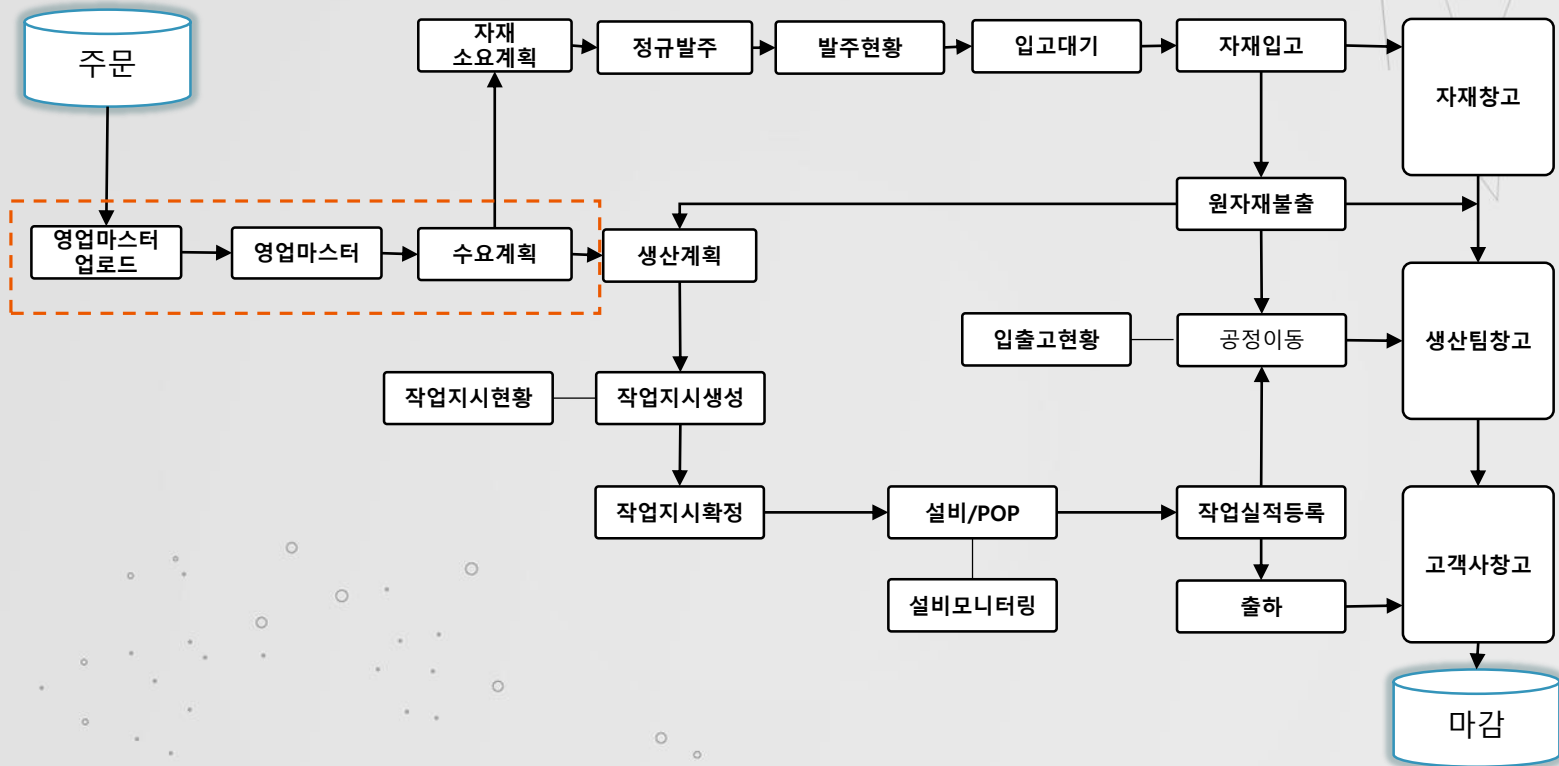 주문
자재
소요계획
정규발주
발주현황
입고대기
자재입고
자재창고
원자재불출
영업마스터
업로드
영업마스터
수요계획
생산계획
입출고현황
공정이동
생산팀창고
작업지시현황
작업지시생성
작업지시확정
설비/POP
작업실적등록
고객사창고
설비모니터링
출하
마감